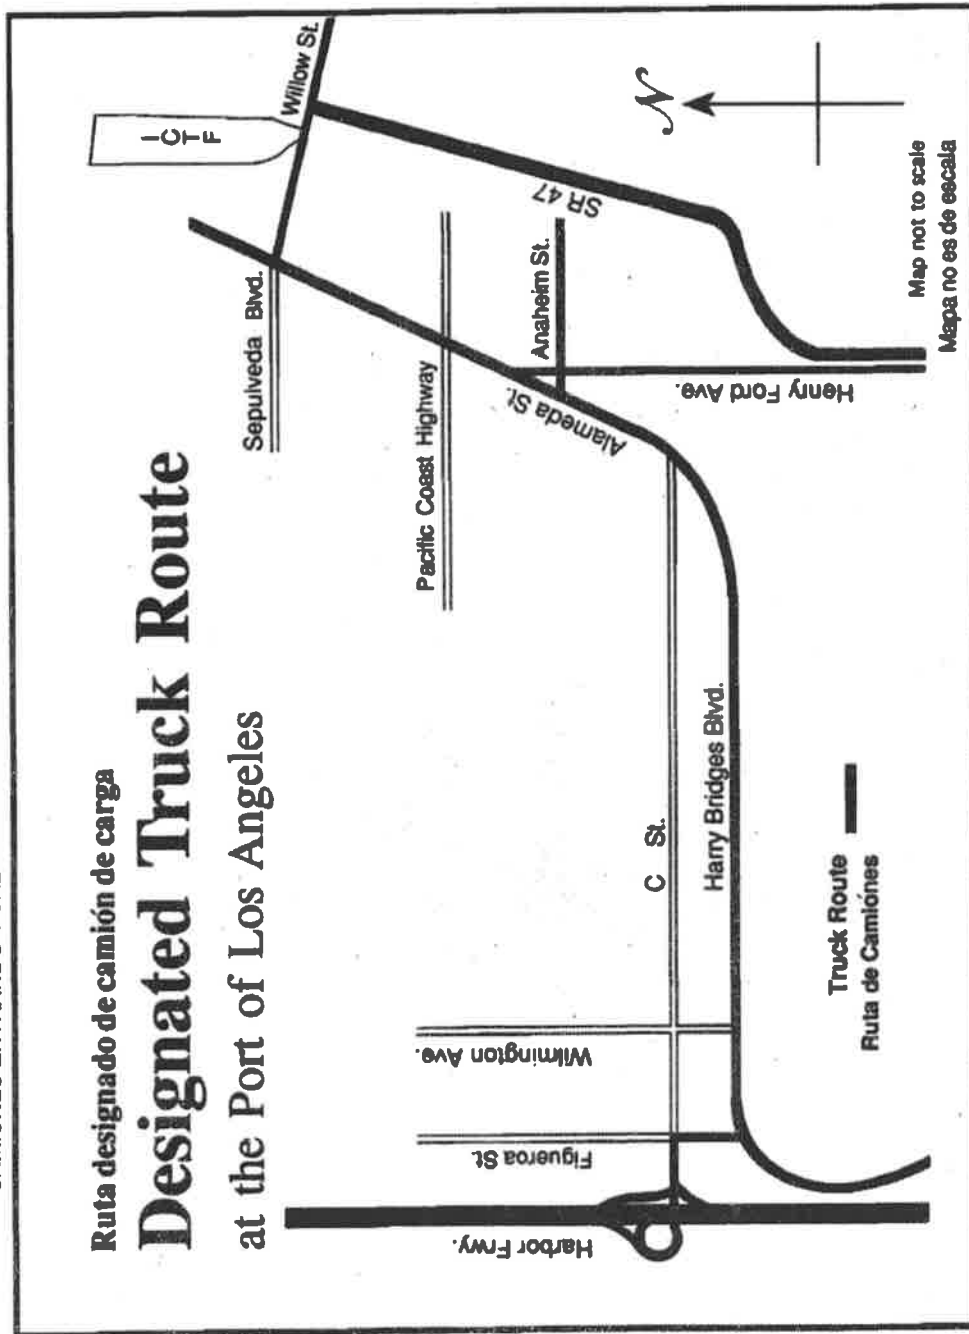 Ruta designado de camión de carga
Designated Truck Route
at the Port of Los Angeles
I
C
T
F
Willow St.
Sepulveda Blvd.
Pacific Coast Highway
Anaheim St.
SR 47
Alameda St.
Henry Ford Ave.
C St.
Harry Bridges Blvd.
Wilmington Ave.
Figueroa St.
Harbor Frwy.
N
Truck Route
Ruta de Camiónes
Map not to scale
Mapa no es de escala